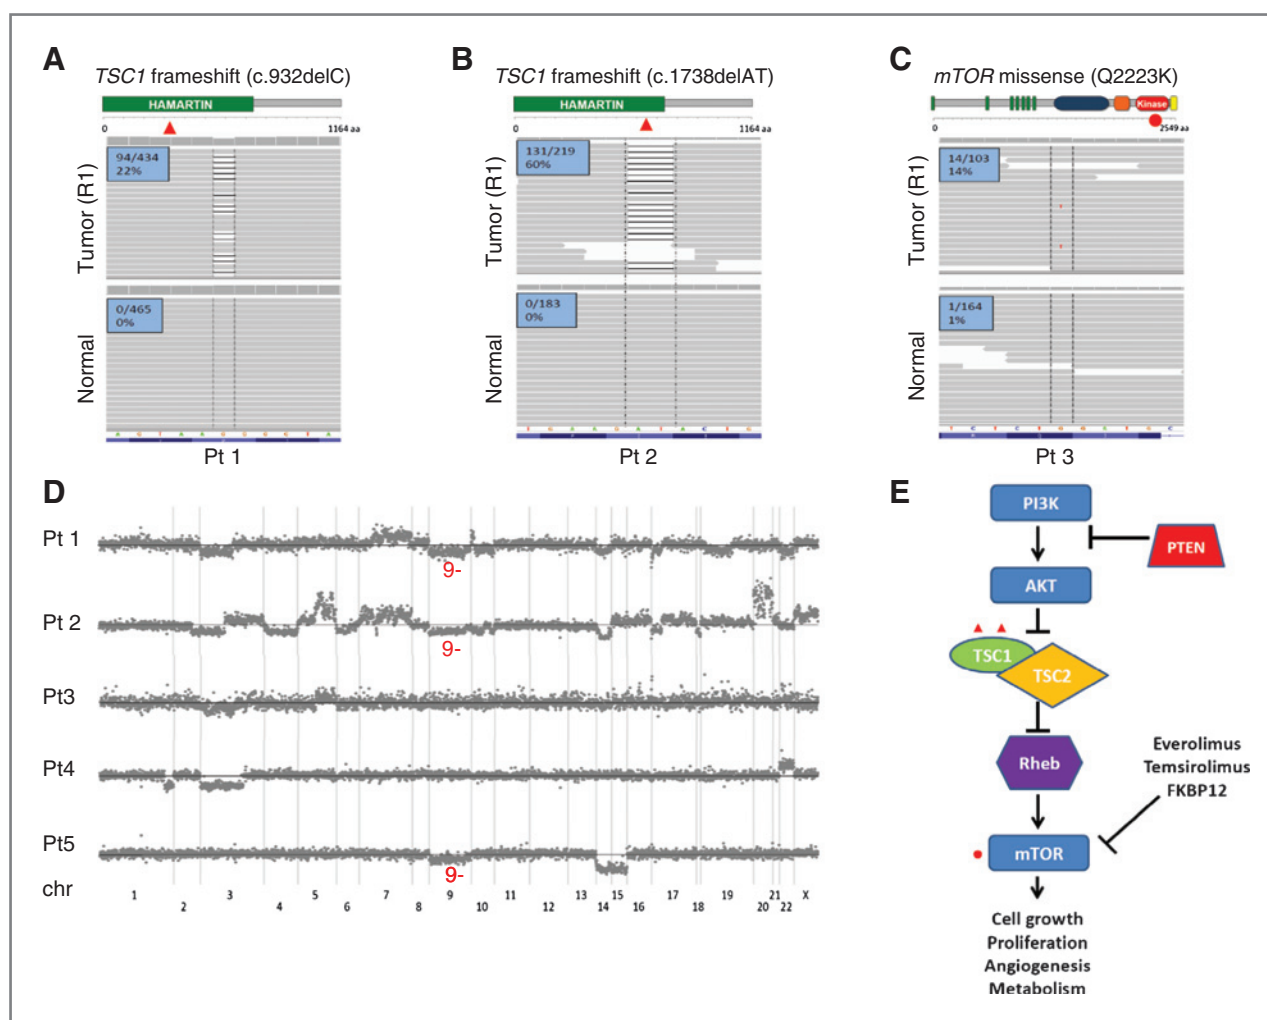 A
TSC1 frameshift (c.932delC)
HAMARTIN
0
1164 aa
Tumor (R1)
94/434
22%
Normal
0/465
0%
Pt 1
B
TSC1 frameshift (c.1738delAT)
HAMARTIN
0
1164 aa
Tumor (R1)
131/219
60%
Normal
0/183
0%
T G A A G A T A C T G
Pt 2
C
mTOR missense (Q2223K)
Kinase
0
2549 aa
Tumor (R1)
14/103
14%
Normal
1/164
1%
Pt 3
D
Pt 1
9-
Pt 2
9-
Pt3
Pt4
Pt5
9-
chr
1 2 3 4 5 6 7 8 9 10 11 12 13 14 15 16 17 18 19 20 21 22 X
E
PI3K
PTEN
AKT
TSC1
TSC2
Rheb
Everolimus
Temsirolimus
FKBP12
mTOR
Cell growth
Proliferation
Angiogenesis
Metabolism